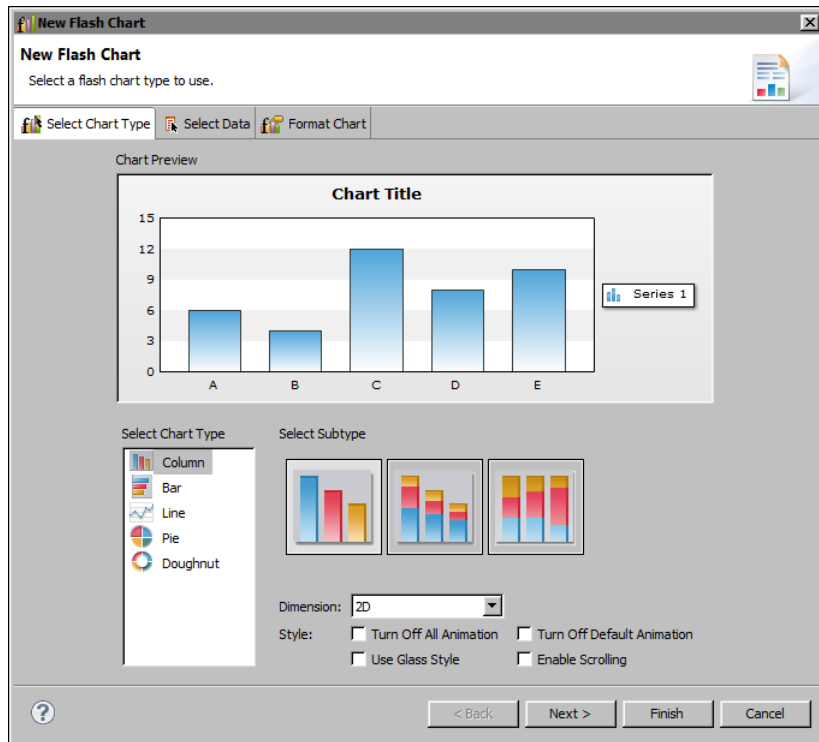 New Flash Chart
New Flash Chart
Select a flash chart type to use.
Select Chart Type Select Data Format Chart
Chart Preview
Chart Title
15
12
9
6
3
0
Series 1
A B C D E
Select Chart Type
Column
Bar
Line
Pie
Doughnut
Select Subtype
Dimension: 2D
Style: Turn Off All Animation Turn Off Default Animation
Use Glass Style Enable Scrolling
? < Back Next > Finish Cancel